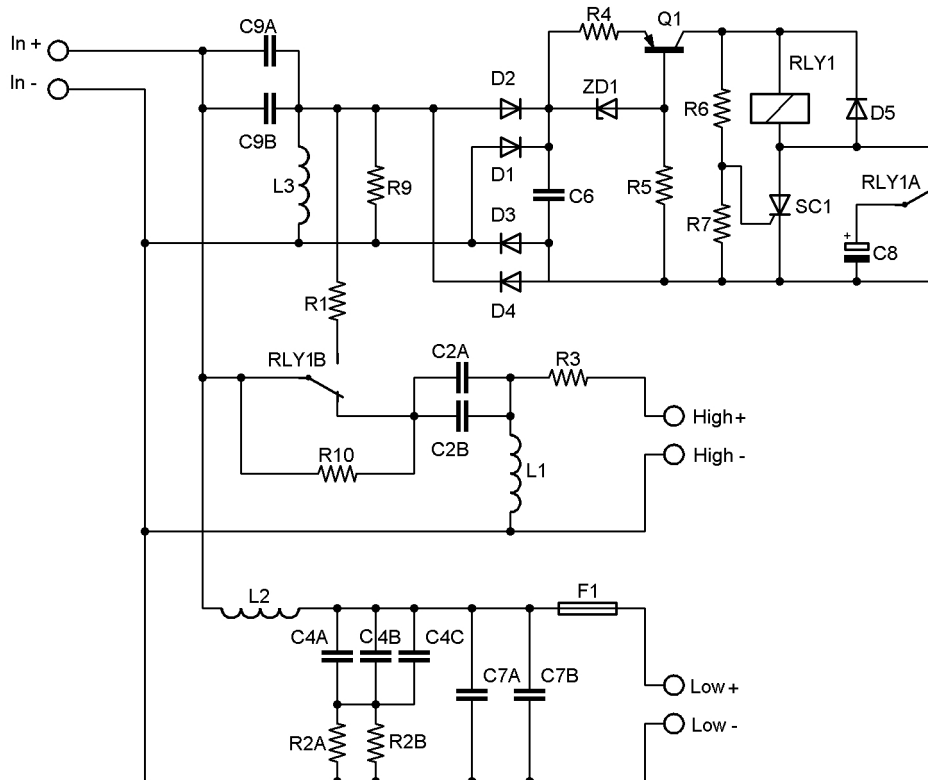 R4
Q1
C9A
In +
RLY1
In -
D2
ZD1
R6
D5
C9B
D1
L3
R9
C6
R5
RLY1A
R7
SC1
D3
+
C8
R1
D4
RLY1B
C2A
R3
High+
C2B
R10
High -
L1
L2
F1
C4A
C4B
C4C
C7A
C7B
Low +
Low -
R2A
R2B